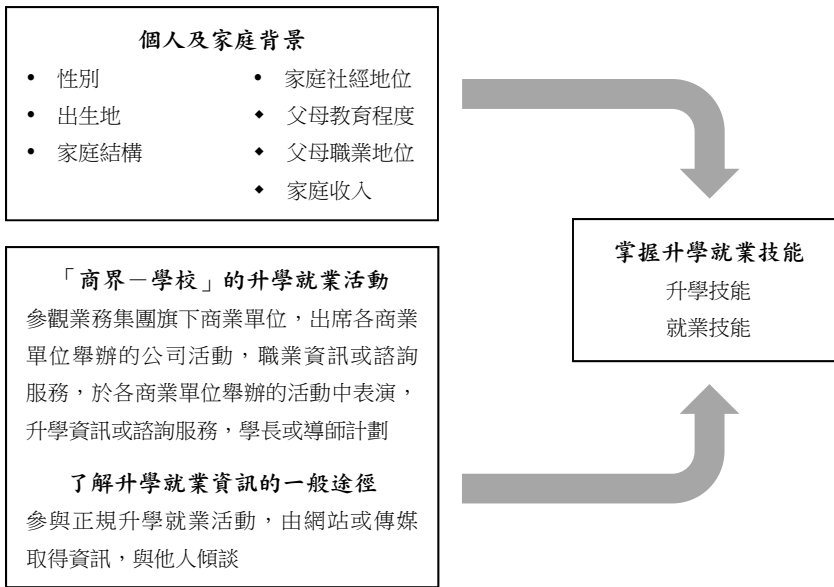 個人及家庭背景
• 性別
• 出生地
• 家庭結構
• 家庭社經地位
◆ 父母教育程度
◆ 父母職業地位
◆ 家庭收入
「商界－學校」的升學就業活動
參觀業務集團旗下商業單位，出席各商業
單位舉辦的公司活動，職業資訊或諮詢
服務，於各商業單位舉辦的活動中表演，
升學資訊或諮詢服務，學長或導師計劃
了解升學就業資訊的一般途徑
參與正規升學就業活動，由網站或傳媒
取得資訊，與他人傾談
掌握升學就業技能
升學技能
就業技能